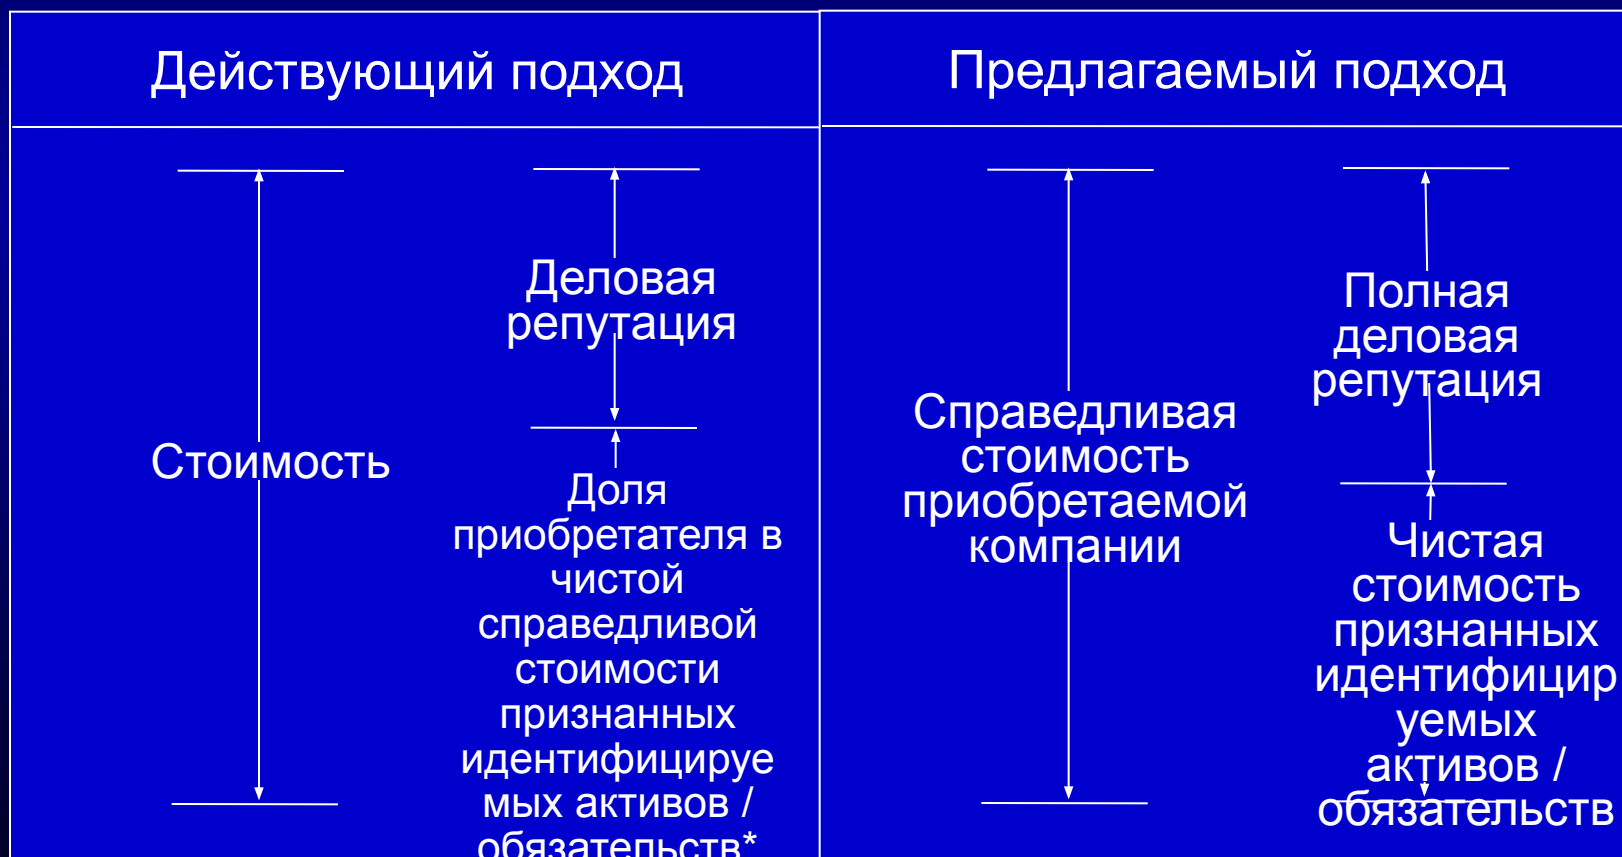 Действующий подход
Предлагаемый подход
Деловая
репутация
Стоимость
Доля
приобретателя в
чистой
справедливой
стоимости
признанных
идентифицируе
мых активов /
обязательств*
Справедливая
стоимость
приобретаемой
компании
Полная
деловая
репутация
Чистая
стоимость
признанных
идентифицир
уемых
активов /
обязательств